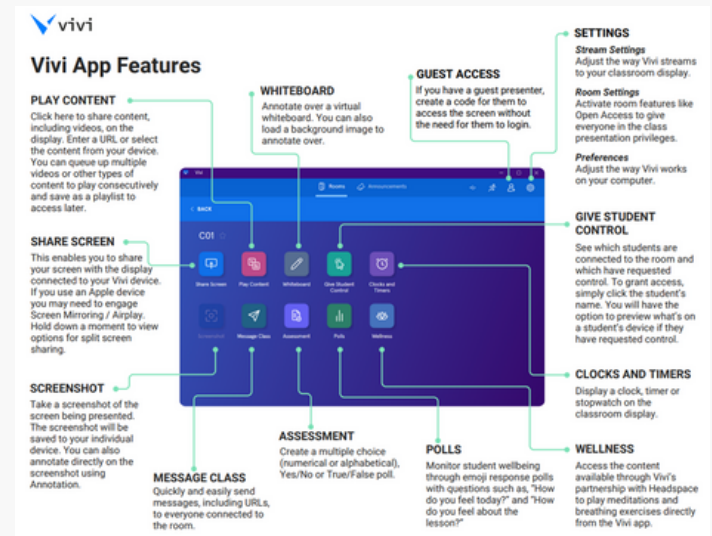 vivi
Vivi App Features
PLAY CONTENT
Click here to share content,
including videos, on the
display. Enter a URL or select
the content from your device.
You can queue up multiple
videos or other types of
content to play consecutively
and save as a playlist to
access later.
SHARE SCREEN
This enables you to share
your screen with the display
connected to your Vivi device.
If you use an Apple device
you may need to engage
Screen Mirroring / Airplay.
Hold down a moment to view
options for split screen
sharing.
SCREENSHOT
Take a screenshot of the
screen being presented.
The screenshot will be
saved to your individual
device. You can also
annotate directly on the
screenshot using
Annotation.
WHITEBOARD
Annotate over a virtual
whiteboard. You can also
load a background image to
annotate over.
GUEST ACCESS
If you have a guest presenter,
create a code for them to
access the screen without
the need for them to login.
SETTINGS
Stream Settings
Adjust the way Vivi streams
to your classroom display.
Room Settings
Activate room features like
Open Access to give
everyone in the class
presentation privileges.
Preferences
Adjust the way Vivi works
on your computer.
Vivi
Rooms
Announcements
BACK
C01
Share Screen
Play Content
Whiteboard
Give Student
Control
Clocks and
Timers
Screenshot
Message Class
Assessment
Polls
Wellness
GIVE STUDENT
CONTROL
See which students are
connected to the room and
which have requested
control. To grant access,
simply click the student's
name. You will have the
option to preview what's on
a student's device if they
have requested control.
CLOCKS AND TIMERS
Display a clock, timer or
stopwatch on the
classroom display.
MESSAGE CLASS
Quickly and easily send
messages, including URLs,
to everyone connected to
the room.
ASSESSMENT
Create a multiple choice
(numerical or alphabetical),
Yes/No or True/False poll.
POLLS
Monitor student wellbeing
through emoji response polls
with questions such as, "How
do you feel today?" and "How
do you feel about the
lesson?"
WELLNESS
Access the content
available through Vivi's
partnership with Headspace
to play meditations and
breathing exercises directly
from the Vivi app.